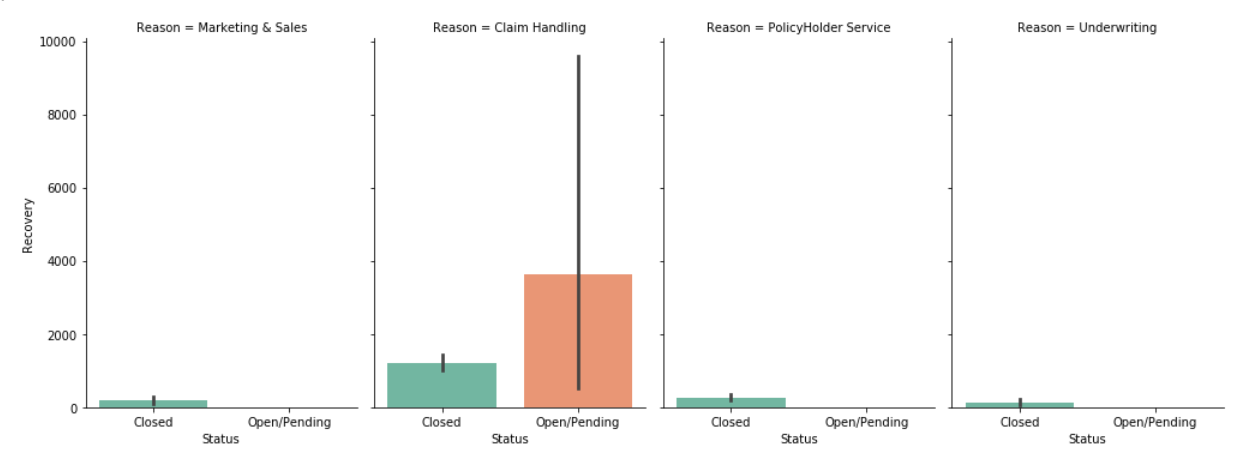 Reason = Marketing & Sales
Reason = Claim Handling
Reason = PolicyHolder Service
Reason = Underwriting
10000
8000
6000
4000
2000
0
Recovery
Closed
Open/Pending
Status
Closed
Open/Pending
Status
Closed
Open/Pending
Status
Closed
Open/Pending
Status